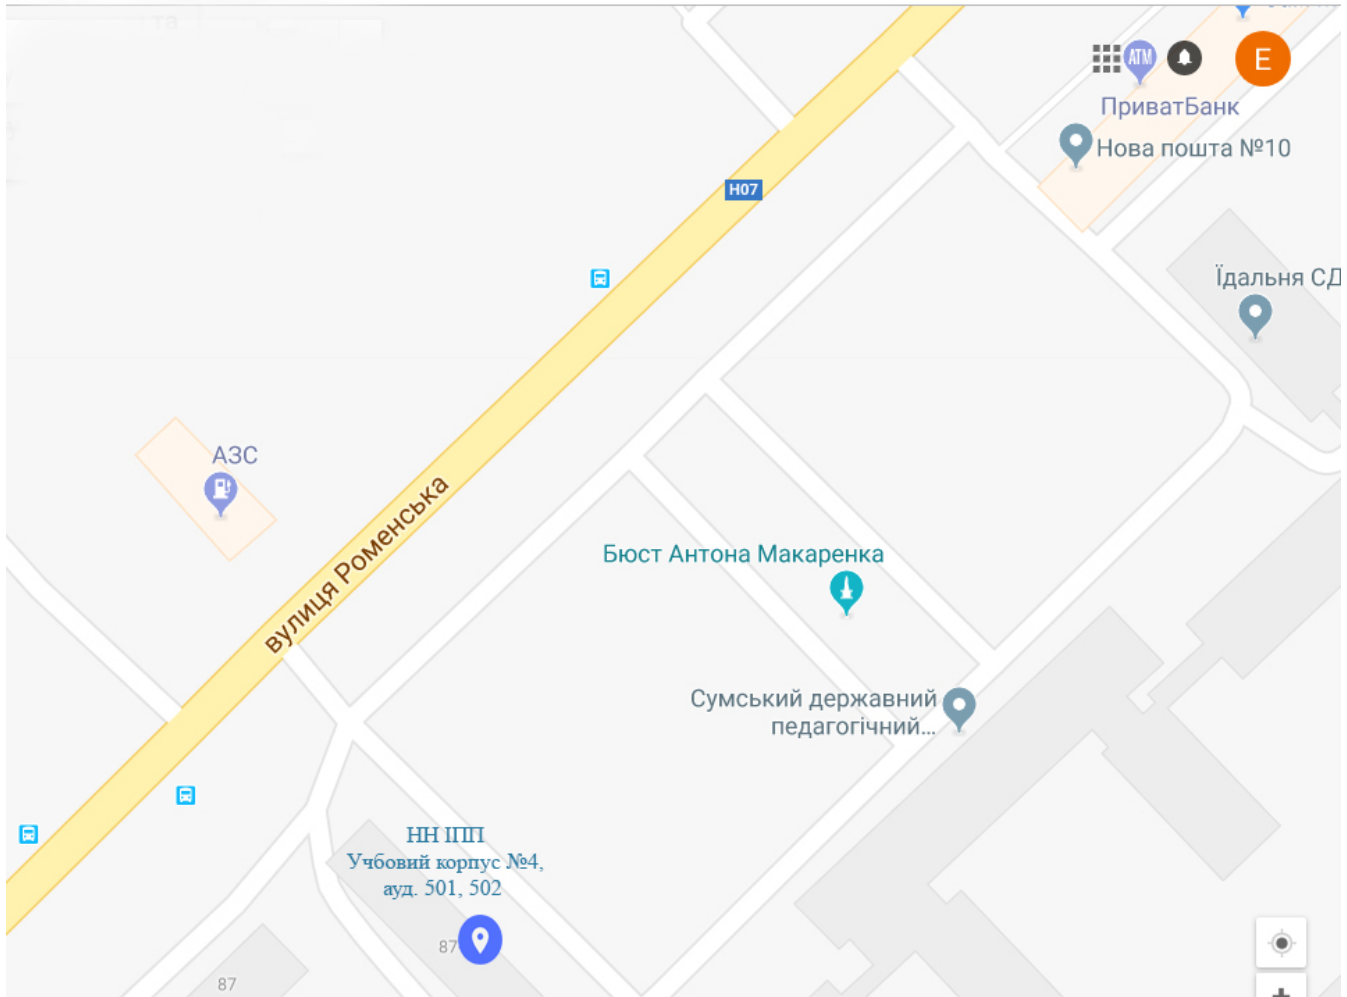 ATM
E
ПриватБанк
Нова пошта №10
H07
Їдальня СД
АЗС
вулиця Роменська
Бюст Антона Макаренка
Сумський державний
педагогічний...
НН ІПП
Учбовий корпус №4,
ауд. 501, 502
87
87